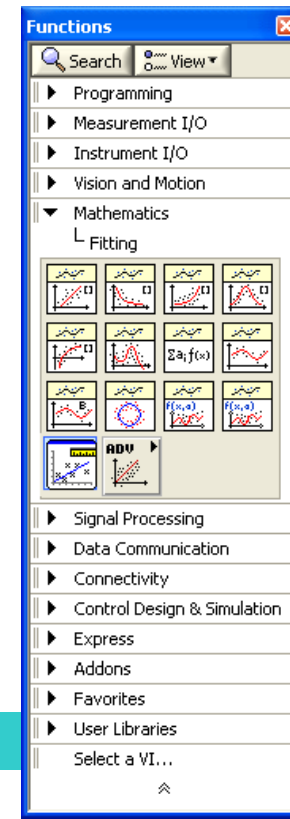 Functions
Search View
Programming
Measurement I/O
Instrument I/O
Vision and Motion
Mathematics
Fitting
Σaᵢf(x)
B f(x,a) f(x,a)
ADV
Signal Processing
Data Communication
Connectivity
Control Design & Simulation
Express
Addons
Favorites
User Libraries
Select a VI...